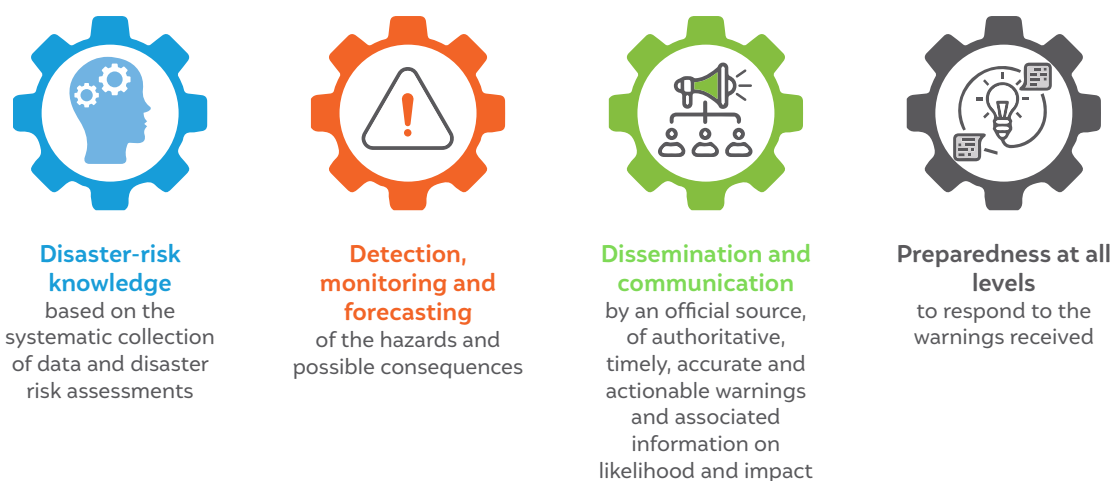 Disaster-risk
knowledge
based on the
systematic collection
of data and disaster
risk assessments
Detection,
monitoring and
forecasting
of the hazards and
possible consequences
Dissemination and
communication
by an official source,
of authoritative,
timely, accurate and
actionable warnings
and associated
information on
likelihood and impact
Preparedness at all
levels
to respond to the
warnings received